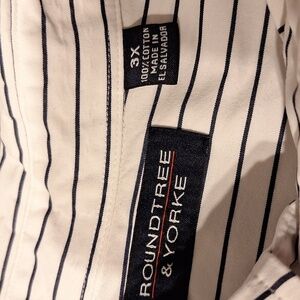 3X
100% COTTON
MADE IN
EL SALVADOR
ROUNDTREE
& YORKE